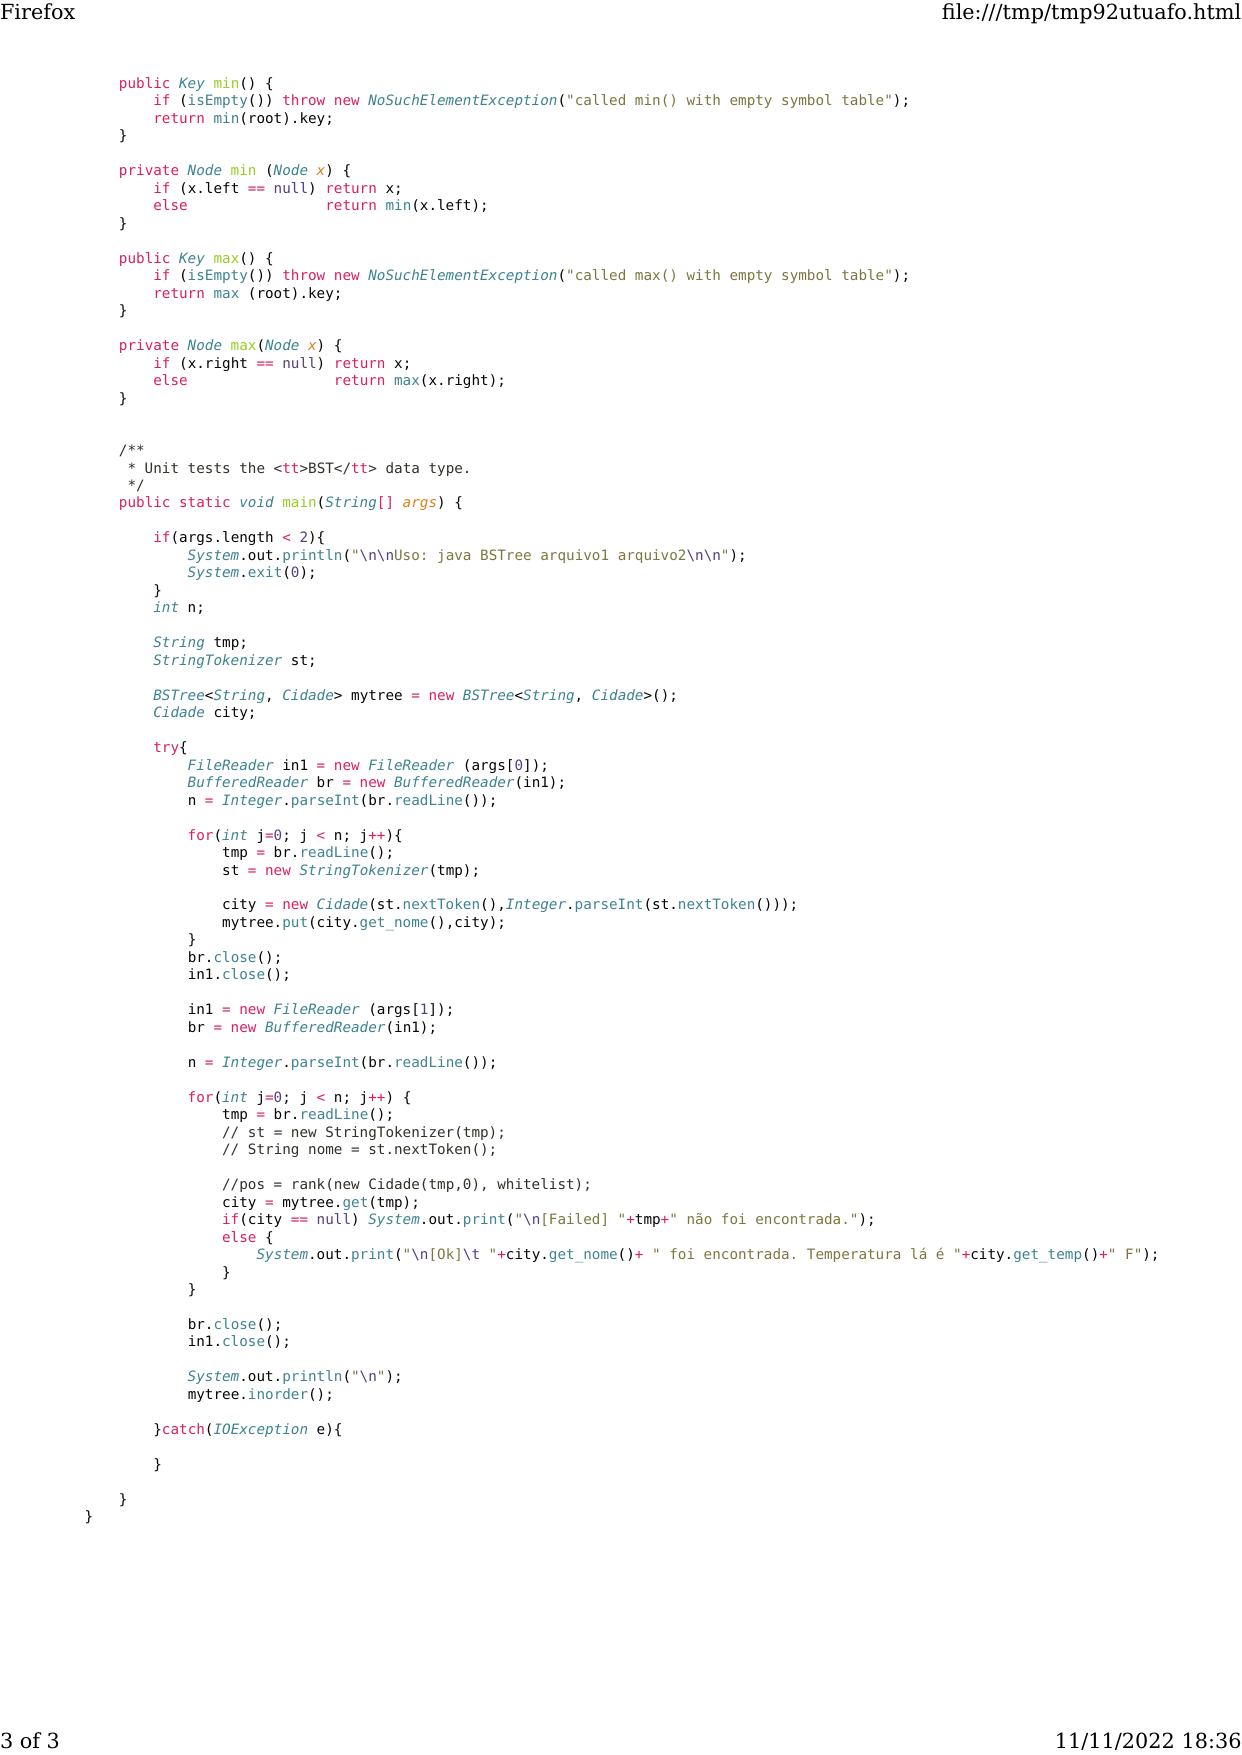 Firefox file:///tmp/tmp92utuafo.html
    public Key min() {
        if (isEmpty()) throw new NoSuchElementException("called min() with empty symbol table");
        return min(root).key;
    }
    private Node min (Node x) {
        if (x.left == null) return x;
        else                return min(x.left);
    }
    public Key max() {
        if (isEmpty()) throw new NoSuchElementException("called max() with empty symbol table");
        return max (root).key;
    }
    private Node max(Node x) {
        if (x.right == null) return x;
        else                 return max(x.right);
    }
    /**
     * Unit tests the <tt>BST</tt> data type.
     */
    public static void main(String[] args) {
        if(args.length < 2){
            System.out.println("\n\nUso: java BSTree arquivo1 arquivo2\n\n");
            System.exit(0);
        }
        int n;
        String tmp;
        StringTokenizer st;
        BSTree<String, Cidade> mytree = new BSTree<String, Cidade>();
        Cidade city;
        try{
            FileReader in1 = new FileReader (args[0]);
            BufferedReader br = new BufferedReader(in1);
            n = Integer.parseInt(br.readLine());
            for(int j=0; j < n; j++){
                tmp = br.readLine();
                st = new StringTokenizer(tmp);
                city = new Cidade(st.nextToken(),Integer.parseInt(st.nextToken()));
                mytree.put(city.get_nome(),city);
            }
            br.close();
            in1.close();
            in1 = new FileReader (args[1]);
            br = new BufferedReader(in1);
            n = Integer.parseInt(br.readLine());
            for(int j=0; j < n; j++) {
                tmp = br.readLine();
                // st = new StringTokenizer(tmp);
                // String nome = st.nextToken();
                //pos = rank(new Cidade(tmp,0), whitelist);
                city = mytree.get(tmp);
                if(city == null) System.out.print("\n[Failed] "+tmp+" não foi encontrada.");
                else {
                    System.out.print("\n[Ok]\t "+city.get_nome()+ " foi encontrada. Temperatura lá é "+city.get_temp()+" F");
                }
            }
            br.close();
            in1.close();
            System.out.println("\n");
            mytree.inorder();
        }catch(IOException e){
        }
    }
}
3 of 3 11/11/2022 18:36